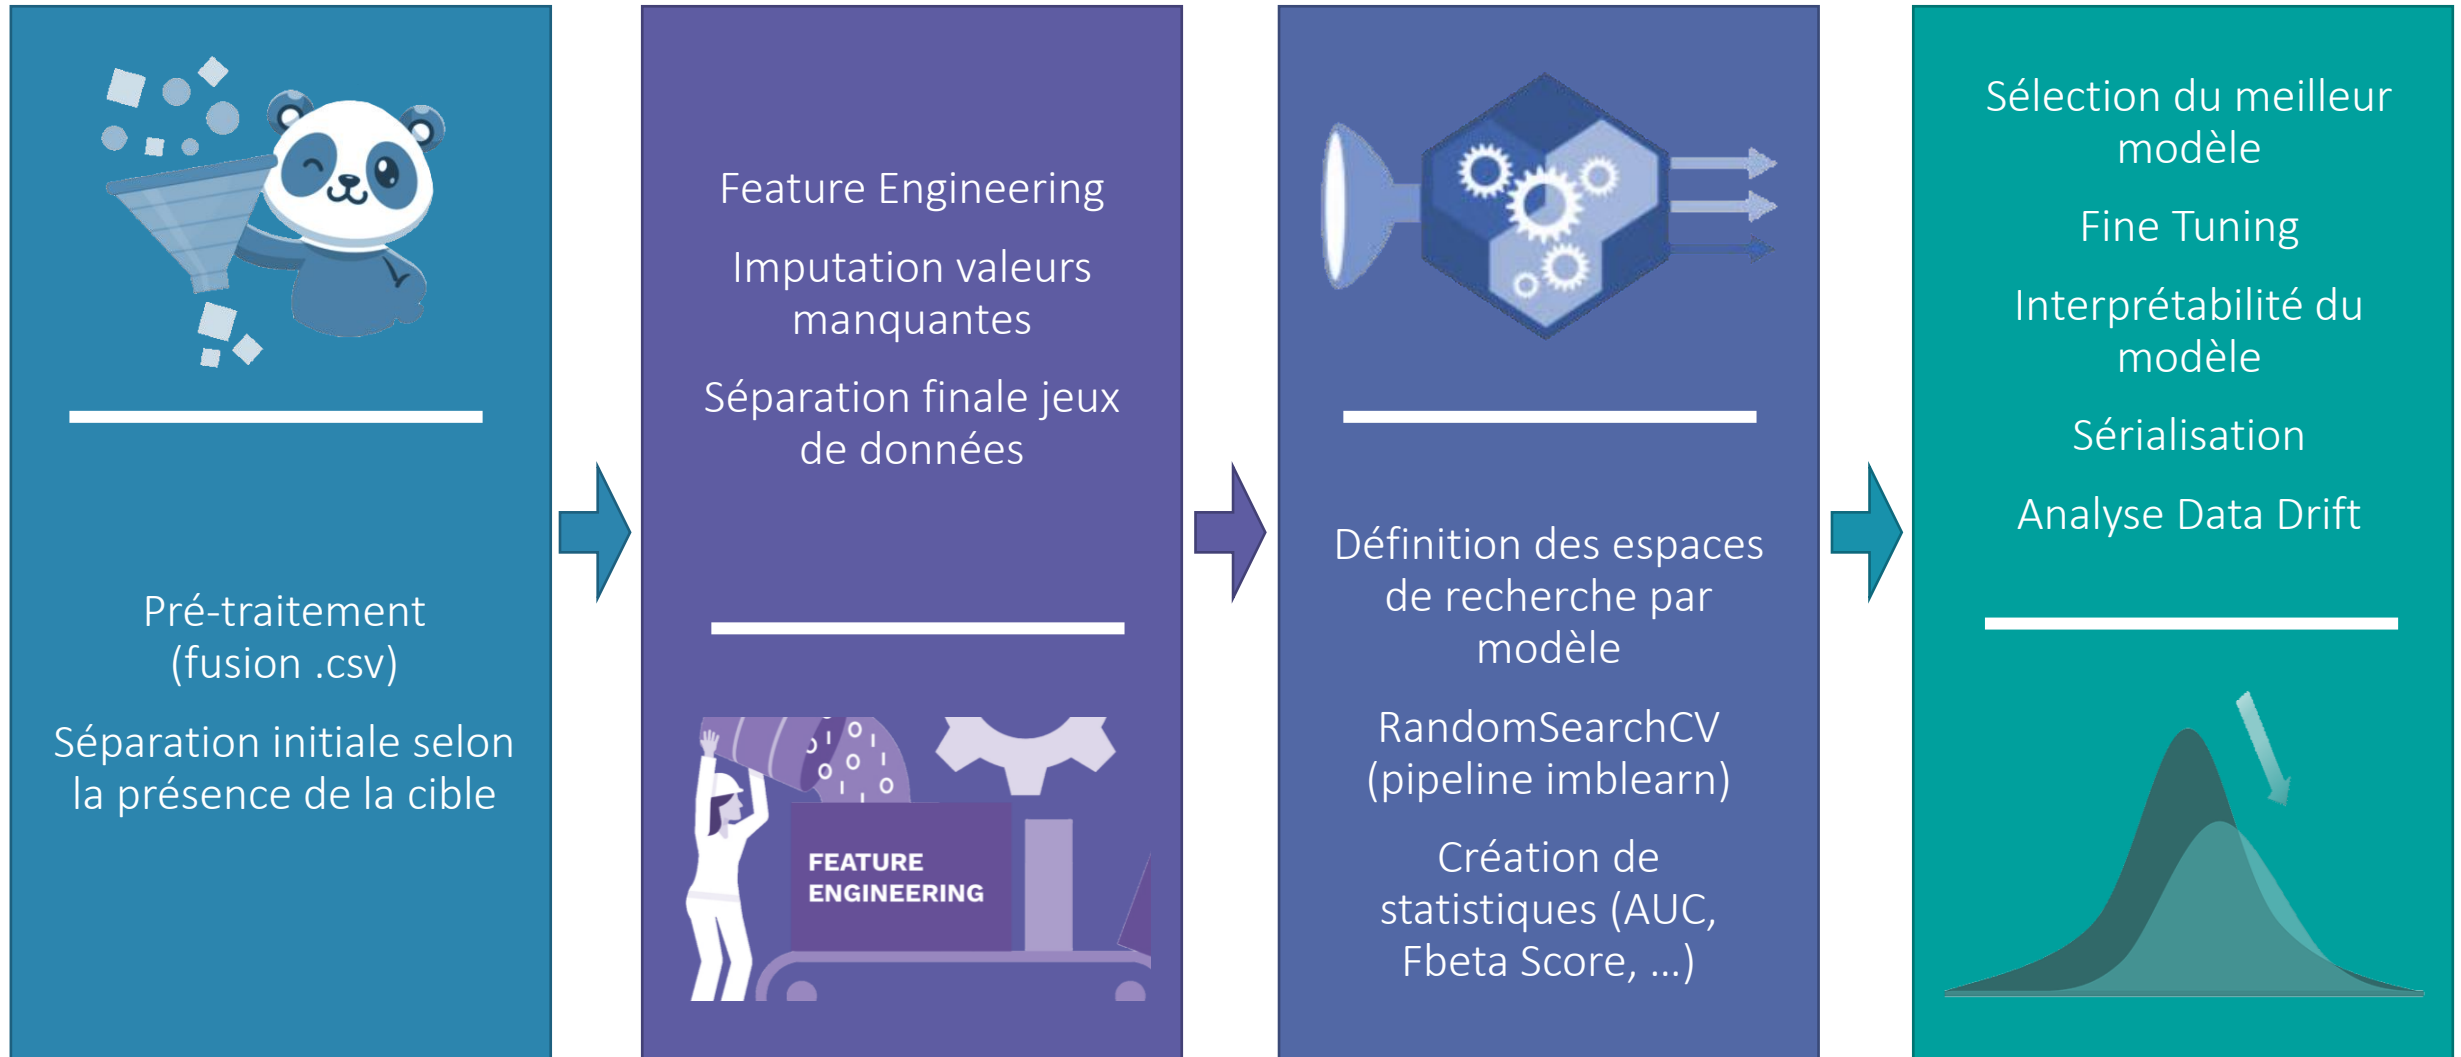 Pré-traitement
(fusion .csv)
Séparation initiale selon
la présence de la cible
Feature Engineering
Imputation valeurs
manquantes
Séparation finale jeux
de données
FEATURE
ENGINEERING
Définition des espaces
de recherche par
modèle
RandomSearchCV
(pipeline imblearn)
Création de
statistiques (AUC,
Fbeta Score, ...)
Sélection du meilleur
modèle
Fine Tuning
Interprétabilité du
modèle
Sérialisation
Analyse Data Drift